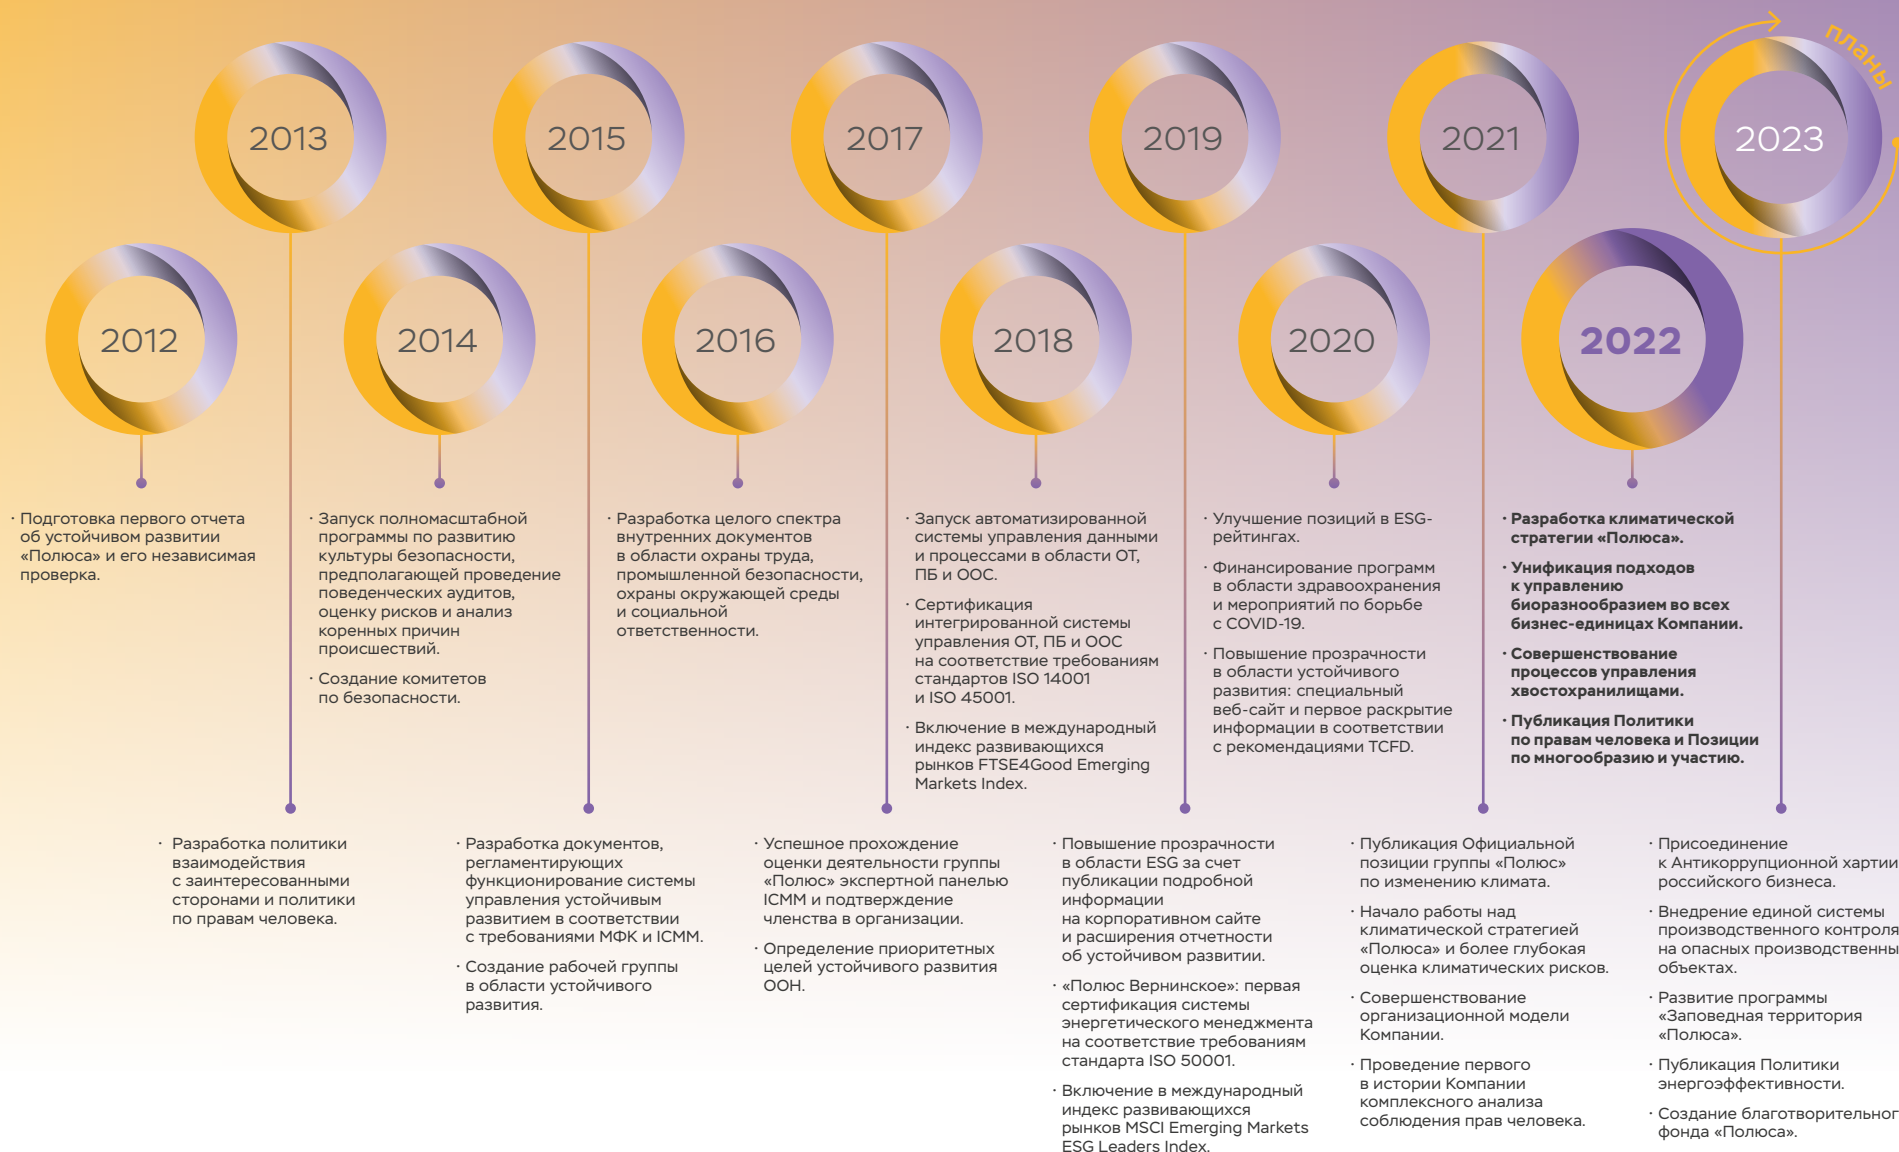 2013
2015
2017
2019
2021
2023
планы
2012
2014
2016
2018
2020
2022
· Подготовка первого отчета
об устойчивом развитии
«Полюса» и его независимая
проверка.
· Запуск полномасштабной
программы по развитию
культуры безопасности,
предполагающей проведение
поведенческих аудитов,
оценку рисков и анализ
коренных причин
происшествий.
· Создание комитетов
по безопасности.
· Разработка целого спектра
внутренних документов
в области охраны труда,
промышленной безопасности,
охраны окружающей среды
и социальной
ответственности.
· Запуск автоматизированной
системы управления данными
и процессами в области ОТ,
ПБ и ООС.
· Сертификация
интегрированной системы
управления ОТ, ПБ и ООС
на соответствие требованиям
стандартов ISO 14001
и ISO 45001.
· Включение в международный
индекс развивающихся
рынков FTSE4Good Emerging
Markets Index.
· Улучшение позиций в ESG-
рейтингах.
· Финансирование программ
в области здравоохранения
и мероприятий по борьбе
с COVID-19.
· Повышение прозрачности
в области устойчивого
развития: специальный
веб-сайт и первое раскрытие
информации в соответствии
с рекомендациями TCFD.
· Разработка климатической
стратегии «Полюса».
· Унификация подходов
к управлению
биоразнообразием во всех
бизнес-единицах Компании.
· Совершенствование
процессов управления
хвостохранилищами.
· Публикация Политики
по правам человека и Позиции
по многообразию и участию.
· Разработка политики
взаимодействия
с заинтересованными
сторонами и политики
по правам человека.
· Разработка документов,
регламентирующих
функционирование системы
управления устойчивым
развитием в соответствии
с требованиями МФК и ICMM.
· Создание рабочей группы
в области устойчивого
развития.
· Успешное прохождение
оценки деятельности группы
«Полюс» экспертной панелью
ICMM и подтверждение
членства в организации.
· Определение приоритетных
целей устойчивого развития
ООН.
· Повышение прозрачности
в области ESG за счет
публикации подробной
информации
на корпоративном сайте
и расширения отчетности
об устойчивом развитии.
· «Полюс Вернинское»: первая
сертификация системы
энергетического менеджмента
на соответствие требованиям
стандарта ISO 50001.
· Включение в международный
индекс развивающихся
рынков MSCI Emerging Markets
ESG Leaders Index.
· Публикация Официальной
позиции группы «Полюс»
по изменению климата.
· Начало работы над
климатической стратегией
«Полюса» и более глубокая
оценка климатических рисков.
· Совершенствование
организационной модели
Компании.
· Проведение первого
в истории Компании
комплексного анализа
соблюдения прав человека.
· Присоединение
к Антикоррупционной хартии
российского бизнеса.
· Внедрение единой системы
производственного контроля
на опасных производственны
объектах.
· Развитие программы
«Заповедная территория
«Полюса».
· Публикация Политики
энергоэффективности.
· Создание благотворительног
фонда «Полюса».